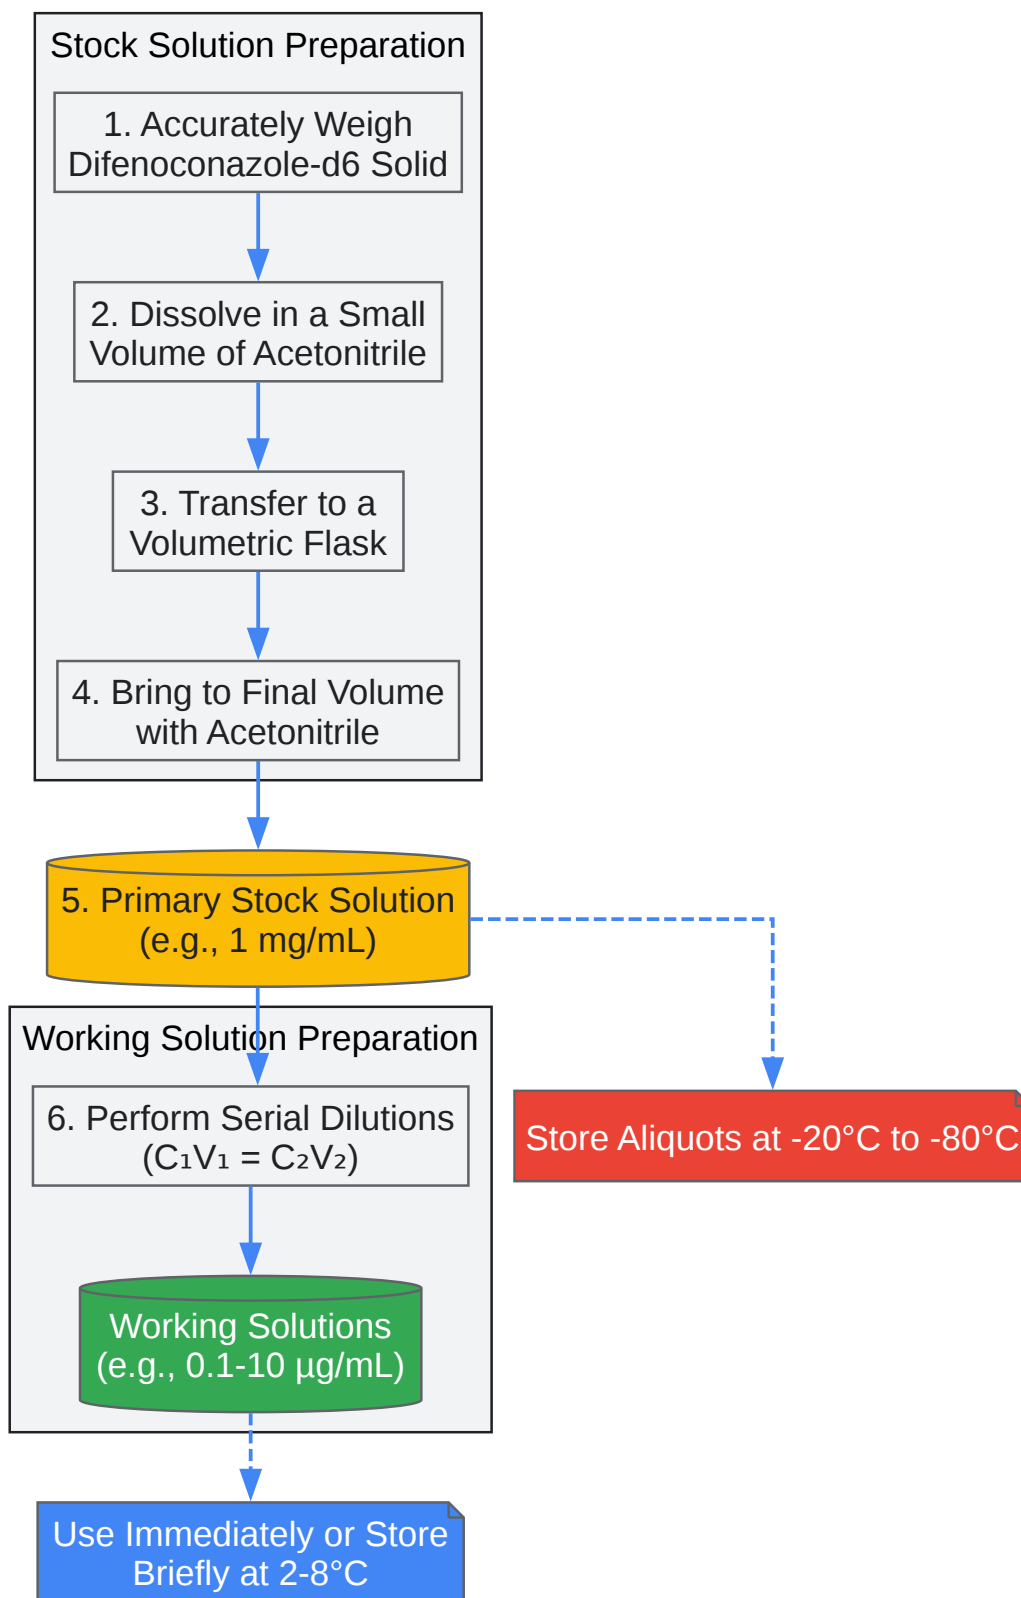 Stock Solution Preparation
1. Accurately Weigh
Difenoconazole-d6 Solid
2. Dissolve in a Small
Volume of Acetonitrile
3. Transfer to a
Volumetric Flask
4. Bring to Final Volume
with Acetonitrile
5. Primary Stock Solution
(e.g., 1 mg/mL)
Working Solution Preparation
6. Perform Serial Dilutions
(C₁V₁ = C₂V₂)
Store Aliquots at -20°C to -80°C
Working Solutions
(e.g., 0.1-10 µg/mL)
Use Immediately or Store
Briefly at 2-8°C